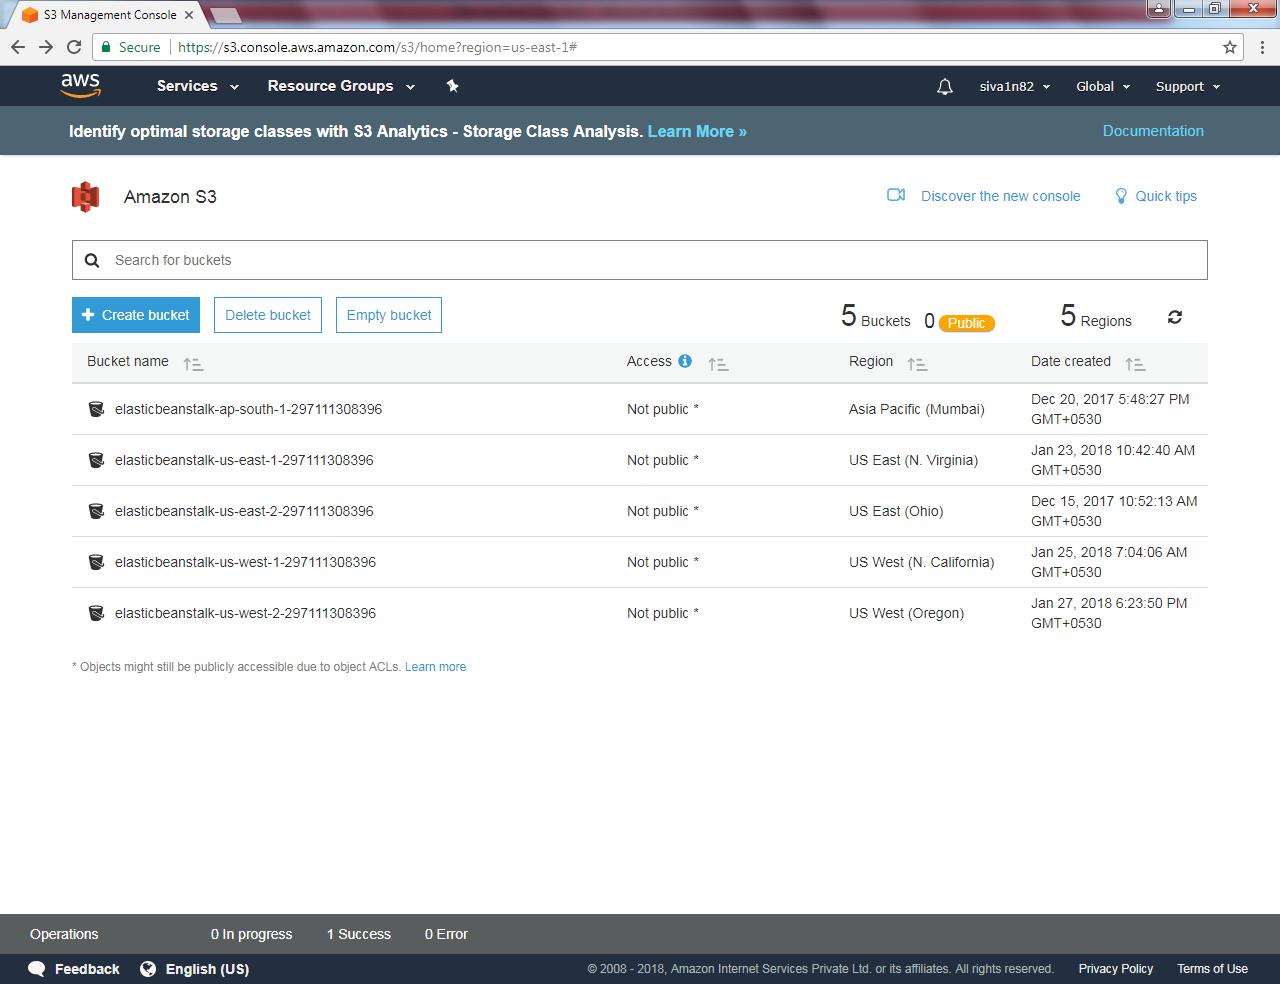 S3 Management Console
Secure https://s3.console.aws.amazon.com/s3/home?region=us-east-1#
aws Services Resource Groups siva1n82 Global Support
Identify optimal storage classes with S3 Analytics - Storage Class Analysis. Learn More » Documentation
Amazon S3 Discover the new console Quick tips
Search for buckets
Create bucket Delete bucket Empty bucket 5 Buckets 0 Public 5 Regions
Bucket name Access Region Date created
elasticbeanstalk-ap-south-1-297111308396 Not public * Asia Pacific (Mumbai) Dec 20, 2017 5:48:27 PM
GMT+0530
elasticbeanstalk-us-east-1-297111308396 Not public * US East (N. Virginia) Jan 23, 2018 10:42:40 AM
GMT+0530
elasticbeanstalk-us-east-2-297111308396 Not public * US East (Ohio) Dec 15, 2017 10:52:13 AM
GMT+0530
elasticbeanstalk-us-west-1-297111308396 Not public * US West (N. California) Jan 25, 2018 7:04:06 AM
GMT+0530
elasticbeanstalk-us-west-2-297111308396 Not public * US West (Oregon) Jan 27, 2018 6:23:50 PM
GMT+0530
* Objects might still be publicly accessible due to object ACLs. Learn more
Operations 0 In progress 1 Success 0 Error
Feedback English (US) © 2008 - 2018, Amazon Internet Services Private Ltd. or its affiliates. All rights reserved. Privacy Policy Terms of Use